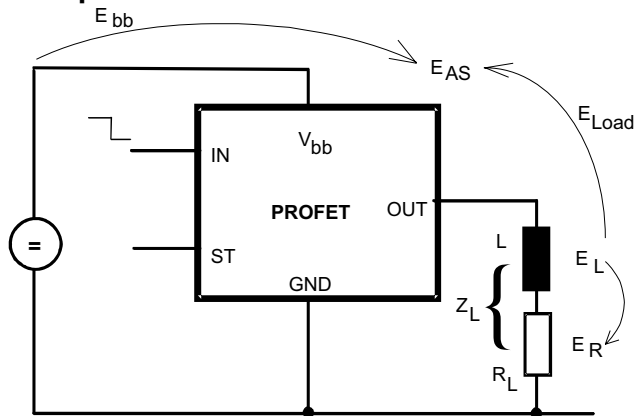 E bb
E AS
E Load
V bb
IN
PROFET
OUT
=
ST
L
E L
GND
Z L {
E R
R L